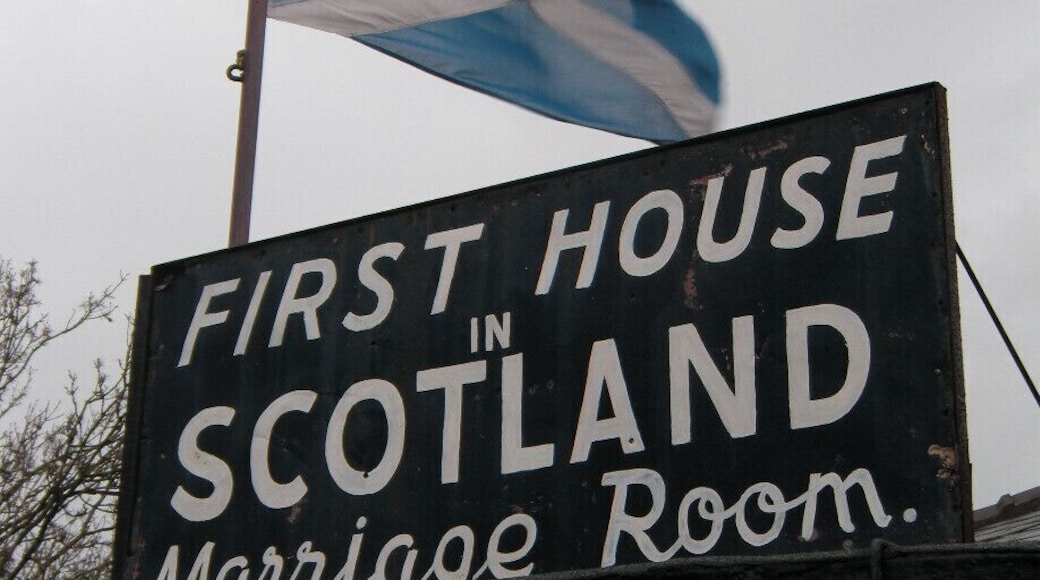 FIRST HOUSE
IN
SCOTLAND
Marriage Room.